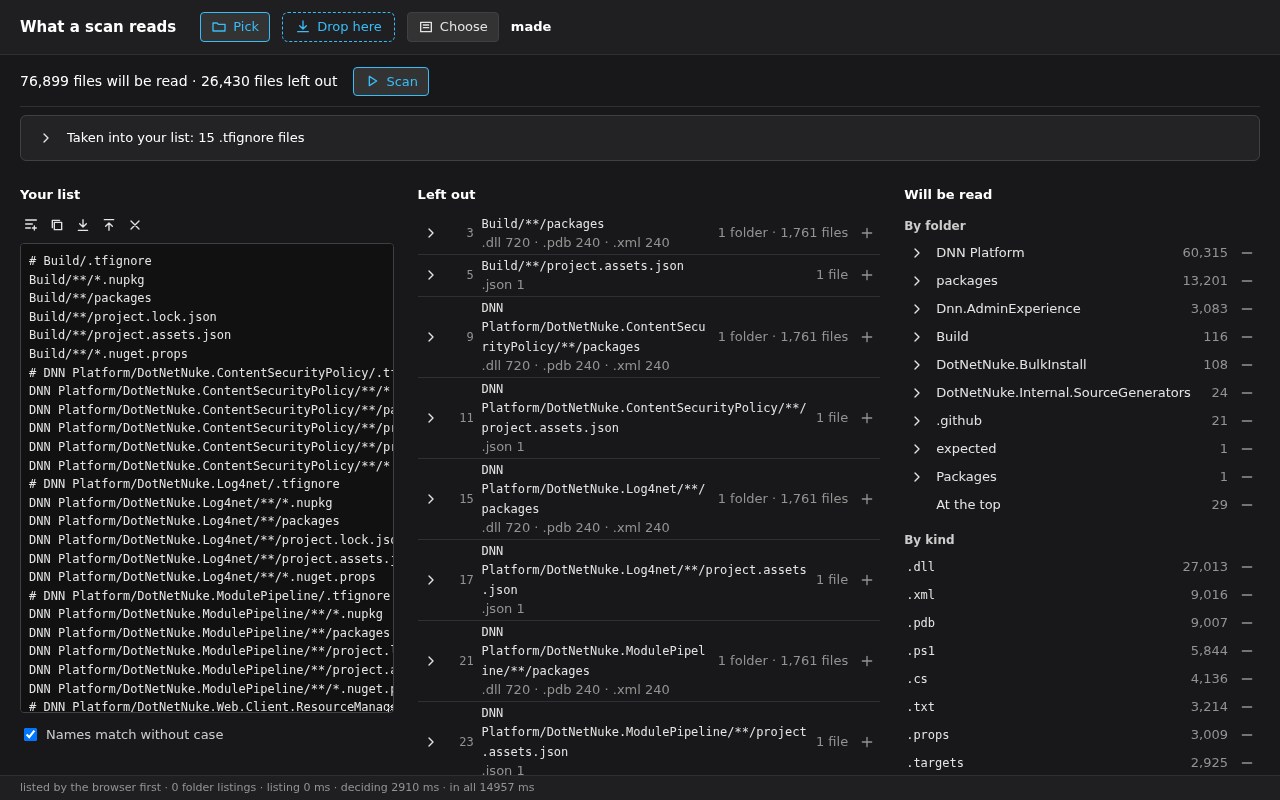 What a scan reads
Pick
Drop here
Choose
made
76,899 files will be read · 26,430 files left out
Scan
Taken into your list: 15 .tfignore files
Your list
# Build/.tfignore
Build/**/*.nupkg
Build/**/packages
Build/**/project.lock.json
Build/**/project.assets.json
Build/**/*.nuget.props
# DNN Platform/DotNetNuke.ContentSecurityPolicy/.tf
DNN Platform/DotNetNuke.ContentSecurityPolicy/**/*
DNN Platform/DotNetNuke.ContentSecurityPolicy/**/pa
DNN Platform/DotNetNuke.ContentSecurityPolicy/**/pr
DNN Platform/DotNetNuke.ContentSecurityPolicy/**/pr
DNN Platform/DotNetNuke.ContentSecurityPolicy/**/*
# DNN Platform/DotNetNuke.Log4net/.tfignore
DNN Platform/DotNetNuke.Log4net/**/*.nupkg
DNN Platform/DotNetNuke.Log4net/**/packages
DNN Platform/DotNetNuke.Log4net/**/project.lock.jso
DNN Platform/DotNetNuke.Log4net/**/project.assets.j
DNN Platform/DotNetNuke.Log4net/**/*.nuget.props
# DNN Platform/DotNetNuke.ModulePipeline/.tfignore
DNN Platform/DotNetNuke.ModulePipeline/**/*.nupkg
DNN Platform/DotNetNuke.ModulePipeline/**/packages
DNN Platform/DotNetNuke.ModulePipeline/**/project.l
DNN Platform/DotNetNuke.ModulePipeline/**/project.a
DNN Platform/DotNetNuke.ModulePipeline/**/*.nuget.p
# DNN Platform/DotNetNuke.Web.Client.ResourceManage
Names match without case
Left out
3
Build/**/packages
.dll 720 · .pdb 240 · .xml 240
1 folder · 1,761 files
5
Build/**/project.assets.json
.json 1
1 file
9
DNN
Platform/DotNetNuke.ContentSecu
rityPolicy/**/packages
.dll 720 · .pdb 240 · .xml 240
1 folder · 1,761 files
11
DNN
Platform/DotNetNuke.ContentSecurityPolicy/**/
project.assets.json
.json 1
1 file
15
DNN
Platform/DotNetNuke.Log4net/**/
packages
.dll 720 · .pdb 240 · .xml 240
1 folder · 1,761 files
17
DNN
Platform/DotNetNuke.Log4net/**/project.assets
.json
.json 1
1 file
21
DNN
Platform/DotNetNuke.ModulePipel
ine/**/packages
.dll 720 · .pdb 240 · .xml 240
1 folder · 1,761 files
23
DNN
Platform/DotNetNuke.ModulePipeline/**/project
.assets.json
.json 1
1 file
Will be read
By folder
DNN Platform 60,315
packages 13,201
Dnn.AdminExperience 3,083
Build 116
DotNetNuke.BulkInstall 108
DotNetNuke.Internal.SourceGenerators 24
.github 21
expected 1
Packages 1
At the top 29
By kind
.dll 27,013
.xml 9,016
.pdb 9,007
.ps1 5,844
.cs 4,136
.txt 3,214
.props 3,009
.targets 2,925
listed by the browser first · 0 folder listings · listing 0 ms · deciding 2910 ms · in all 14957 ms